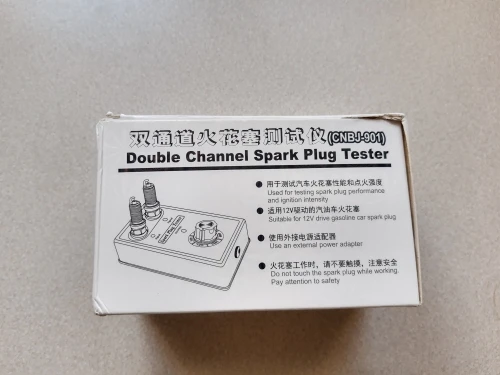 双通道火花塞测试仪(CNBJ-901)
Double Channel Spark Plug Tester
● 用于测试汽车火花塞性能和点火强度
Used for testing spark plug performance
and ignition intensity
● 适用12V驱动的汽油车火花塞
Suitable for 12V drive gasoline car spark plug
● 使用外接电源适配器
Use an external power adapter
● 火花塞工作时，请不要触摸，注意安全
Do not touch the spark plug while working.
Pay attention to safety